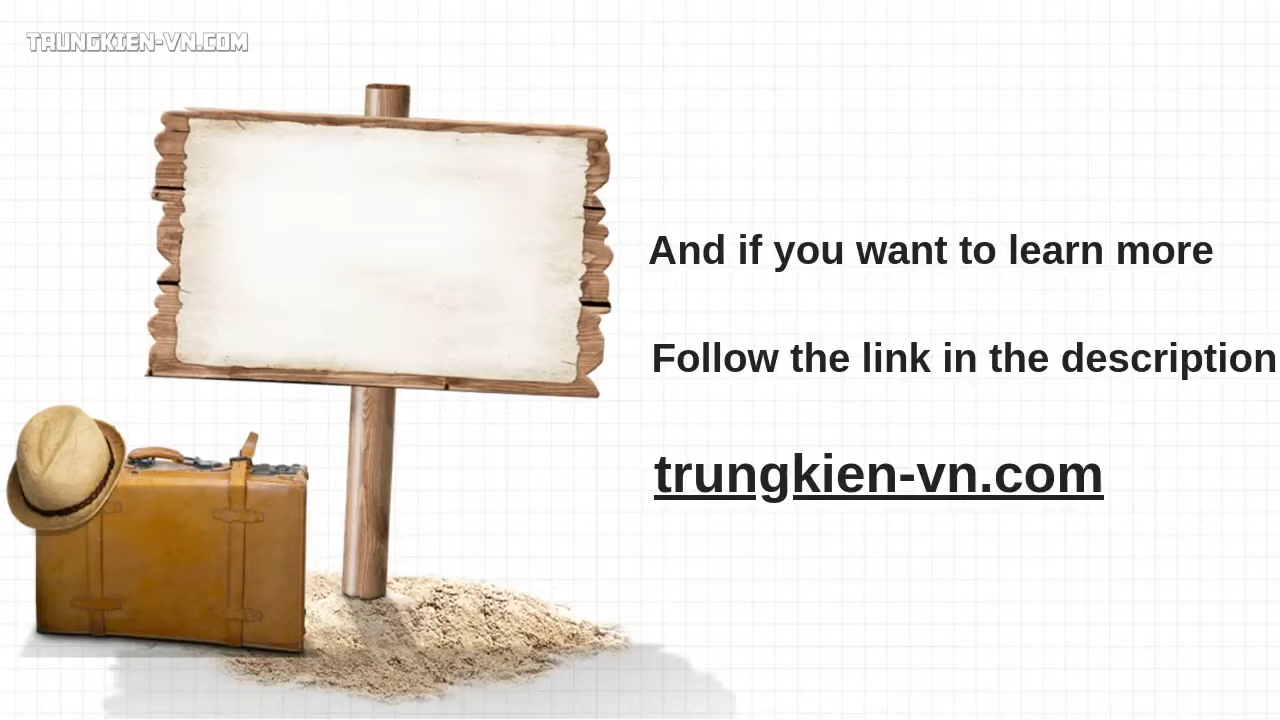 TRUNGKIEN-VN.COM
And if you want to learn more
Follow the link in the description
trungkien-vn.com